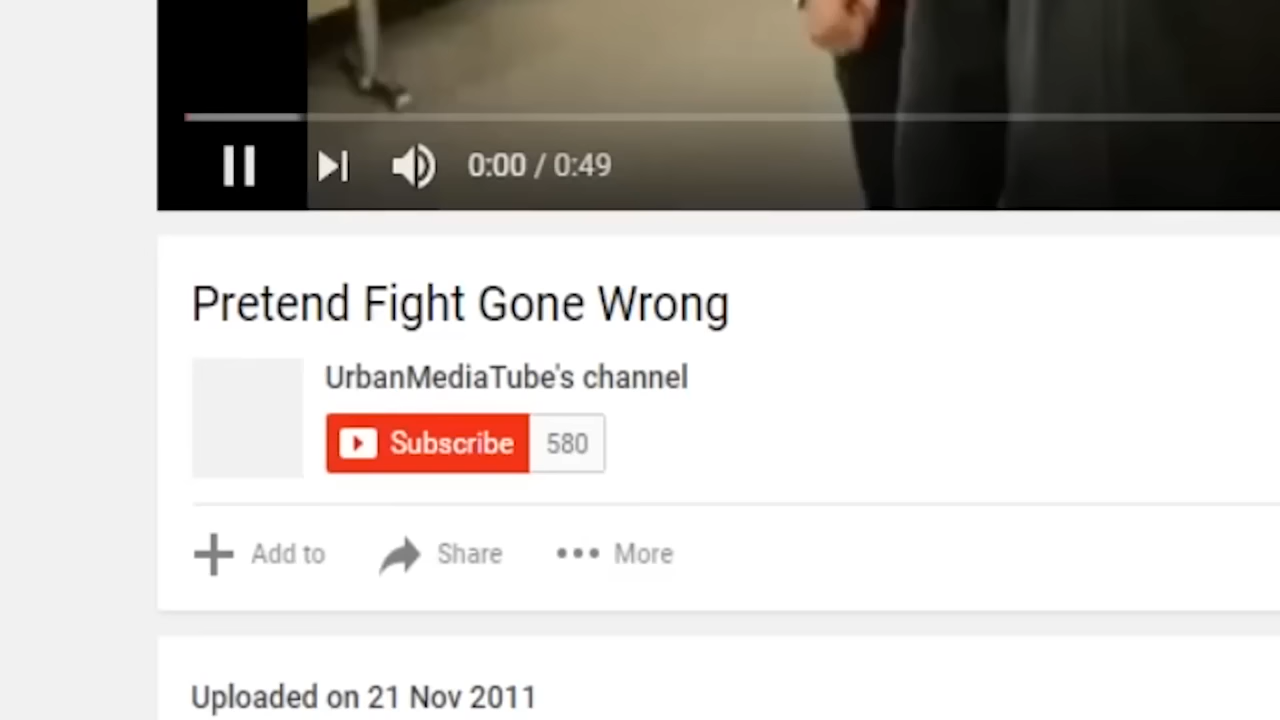 0:00 / 0:49
Pretend Fight Gone Wrong
UrbanMediaTube's channel
Subscribe 580
Add to Share More
Uploaded on 21 Nov 2011